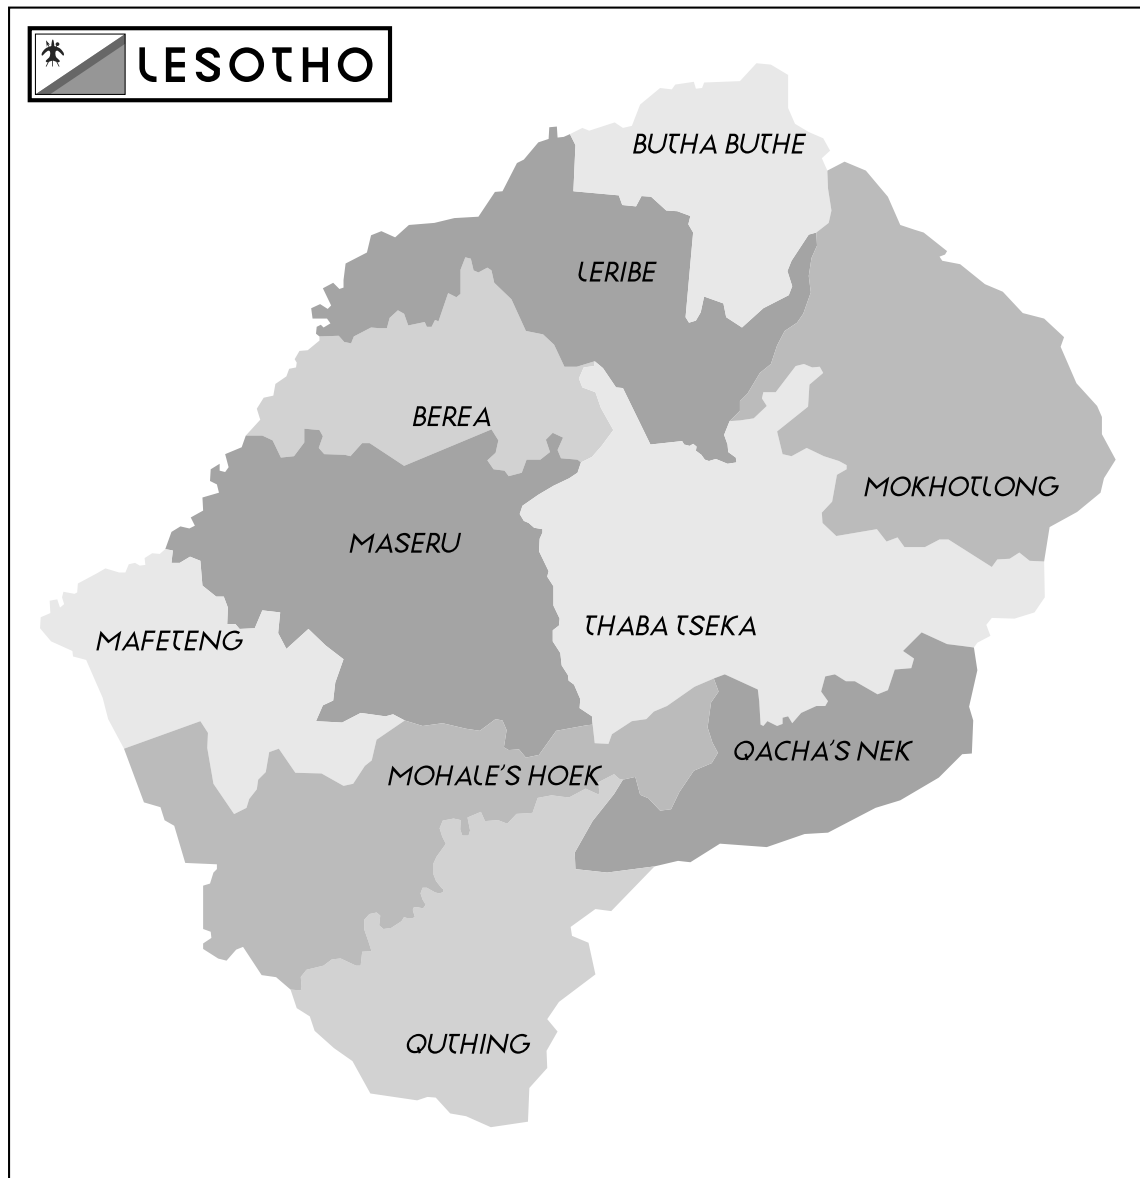 LESOTHO
BUTHA BUTHE
LERIBE
BEREA
MOKHOTLONG
MASERU
THABA TSEKA
MAFETENG
QACHA'S NEK
MOHALE'S HOEK
QUTHING